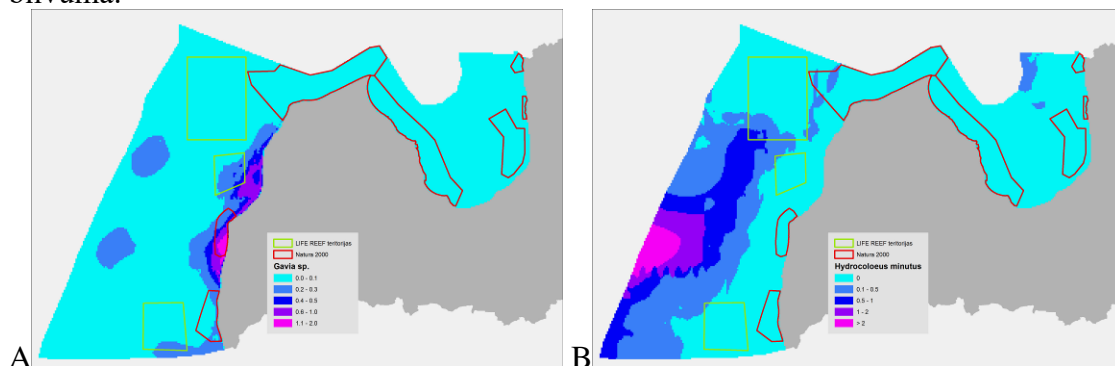 LIFE REEF teritorijas
Natura 2000
Gavia sp.
0.0 - 0.1
0.2 - 0.3
0.4 - 0.5
0.6 - 1.0
1.1 - 2.0
A
LIFE REEF teritorijas
Natura 2000
Hydrocoloeus minutus
0
0.1 - 0.5
0.5 - 1
1 - 2
> 2
B